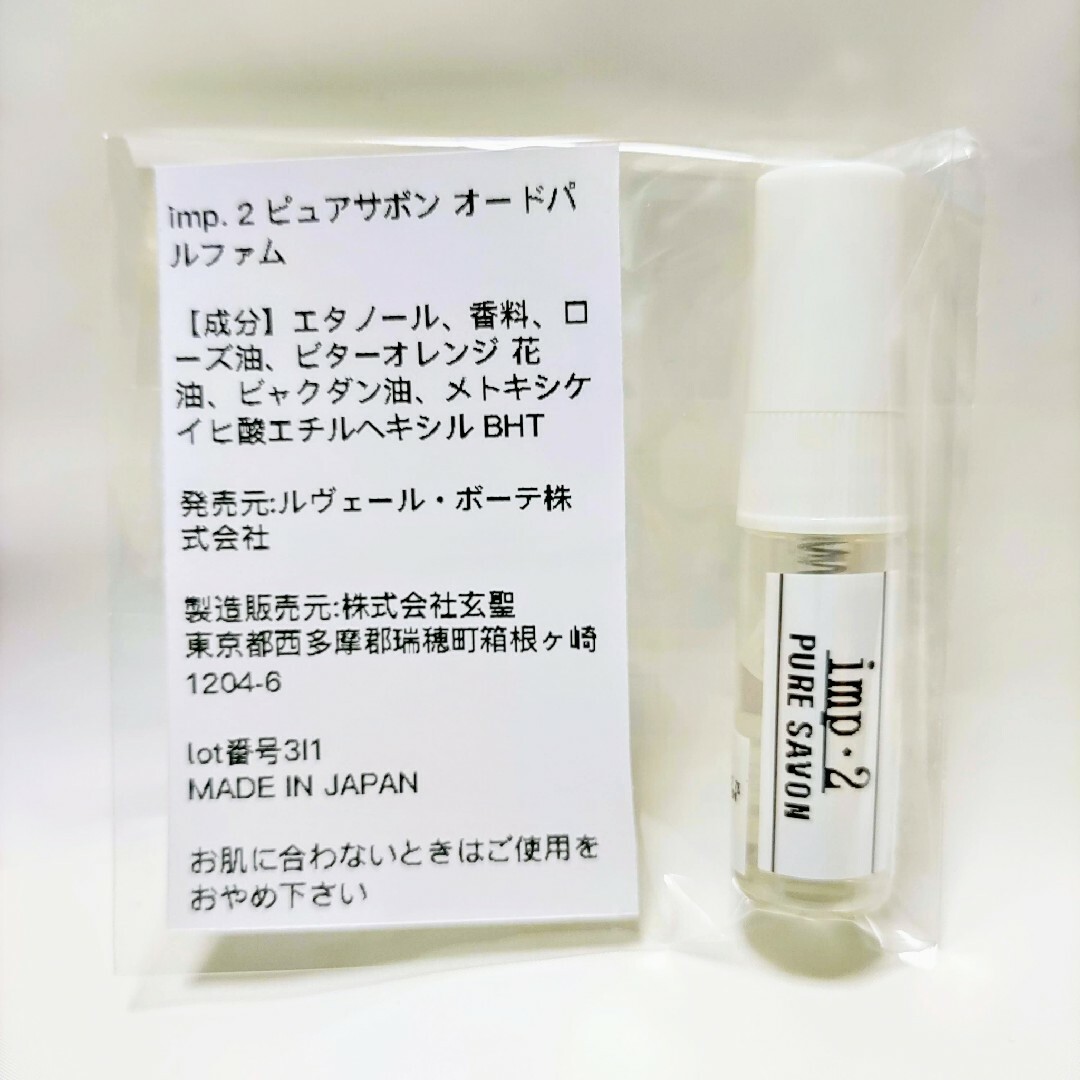 imp. 2 ピュアサボン オードパ
ルファム
【成分】エタノール、香料、ロ
ーズ油、ビターオレンジ 花
油、ビャクダン油、メトキシケ
イヒ酸エチルヘキシル BHT
発売元:ルヴェール・ボーテ株
式会社
製造販売元:株式会社玄聖
東京都西多摩郡瑞穂町箱根ヶ崎
1204-6
lot番号3I1
MADE IN JAPAN
お肌に合わないときはご使用を
おやめ下さい
imp・2
PURE SAVON